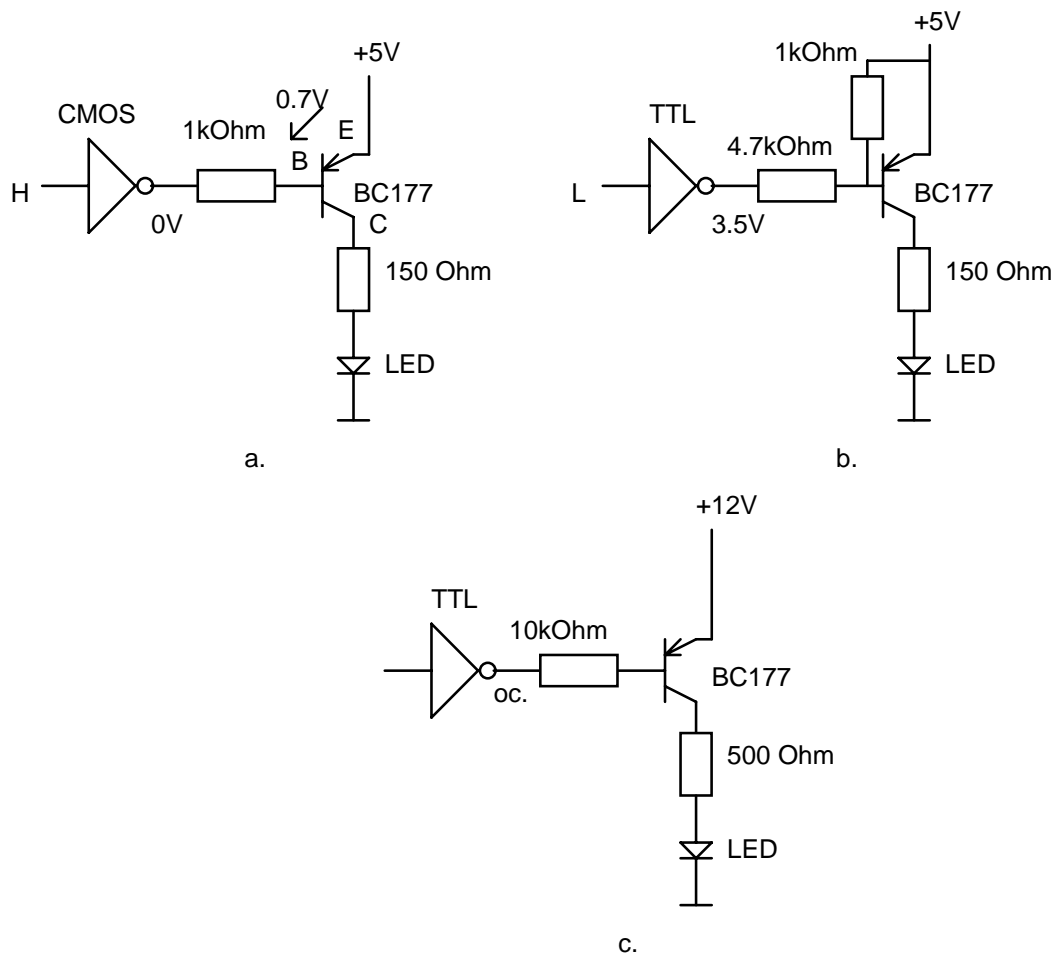 +5V
0.7V
CMOS
1kOhm
E
B
H
BC177
0V
C
150 Ohm
LED
a.
+5V
1kOhm
TTL
4.7kOhm
L
BC177
3.5V
150 Ohm
LED
b.
+12V
TTL
10kOhm
BC177
oc.
500 Ohm
LED
c.